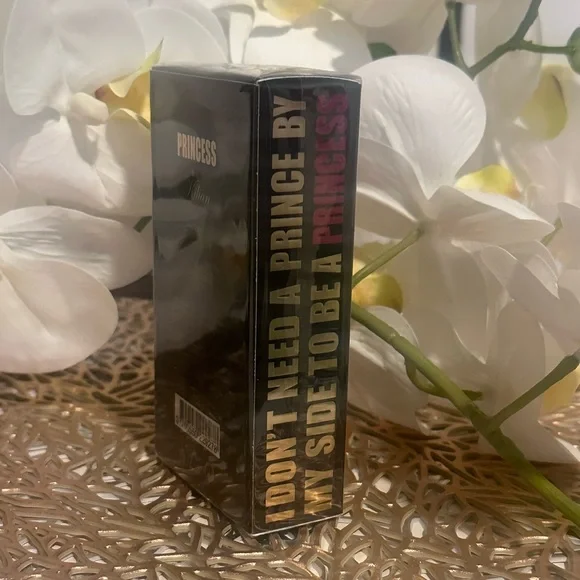 PRINCESS
I DON'T NEED A PRINCE BY
MY SIDE TO BE A PRINCESS